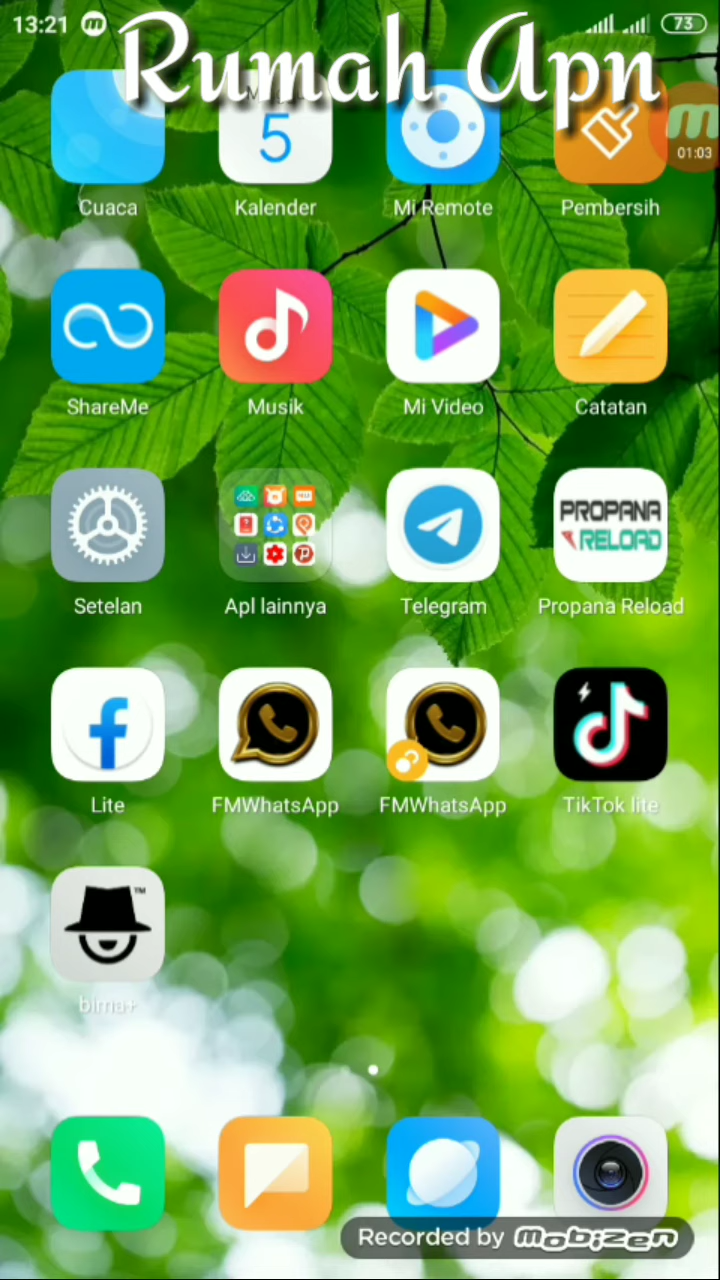 13:21 m 73
Rumah Apn
5
m
01:03
Cuaca Kalender Mi Remote Pembersih
ShareMe Musik Mi Video Catatan
PROPANA
RELOAD
Setelan Apl lainnya Telegram Propana Reload
Lite FMWhatsApp FMWhatsApp TikTok lite
TM
bima+
Recorded by mobizen